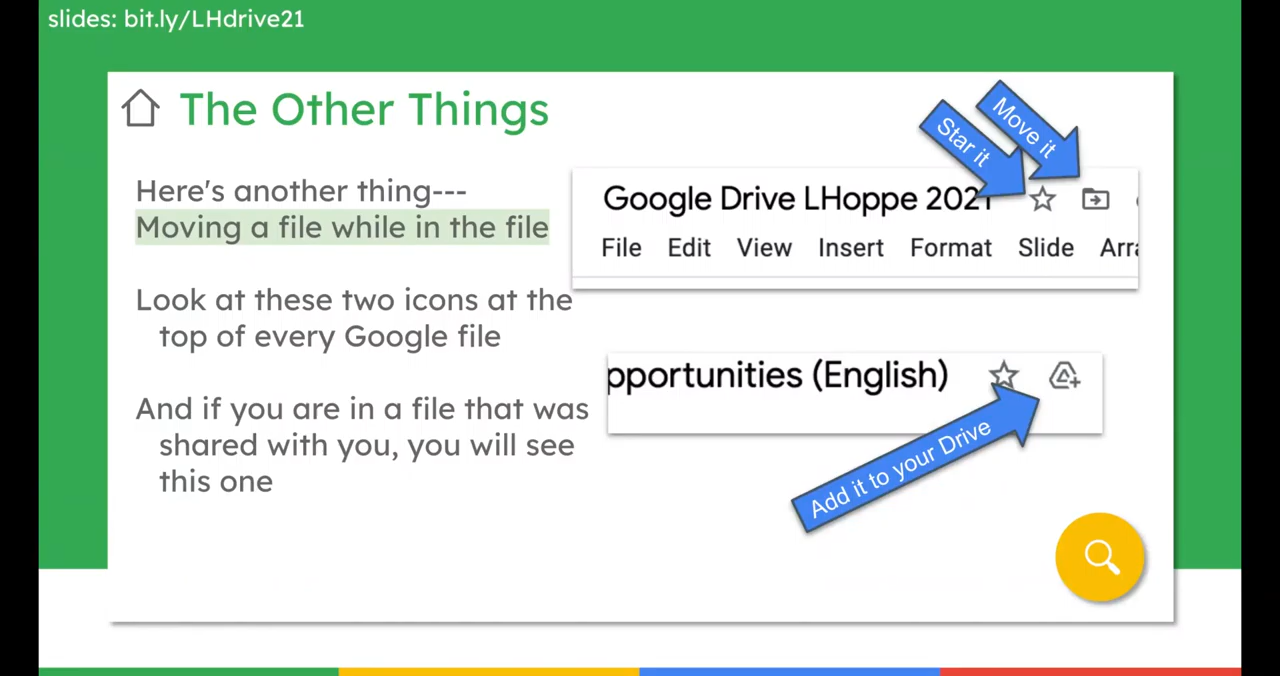 slides: bit.ly/LHdrive21
The Other Things
Here's another thing---
Moving a file while in the file
Look at these two icons at the
top of every Google file
And if you are in a file that was
shared with you, you will see
this one
Star it
Move it
Google Drive LHoppe 2021
File Edit View Insert Format Slide Arra
pportunities (English)
Add it to your Drive